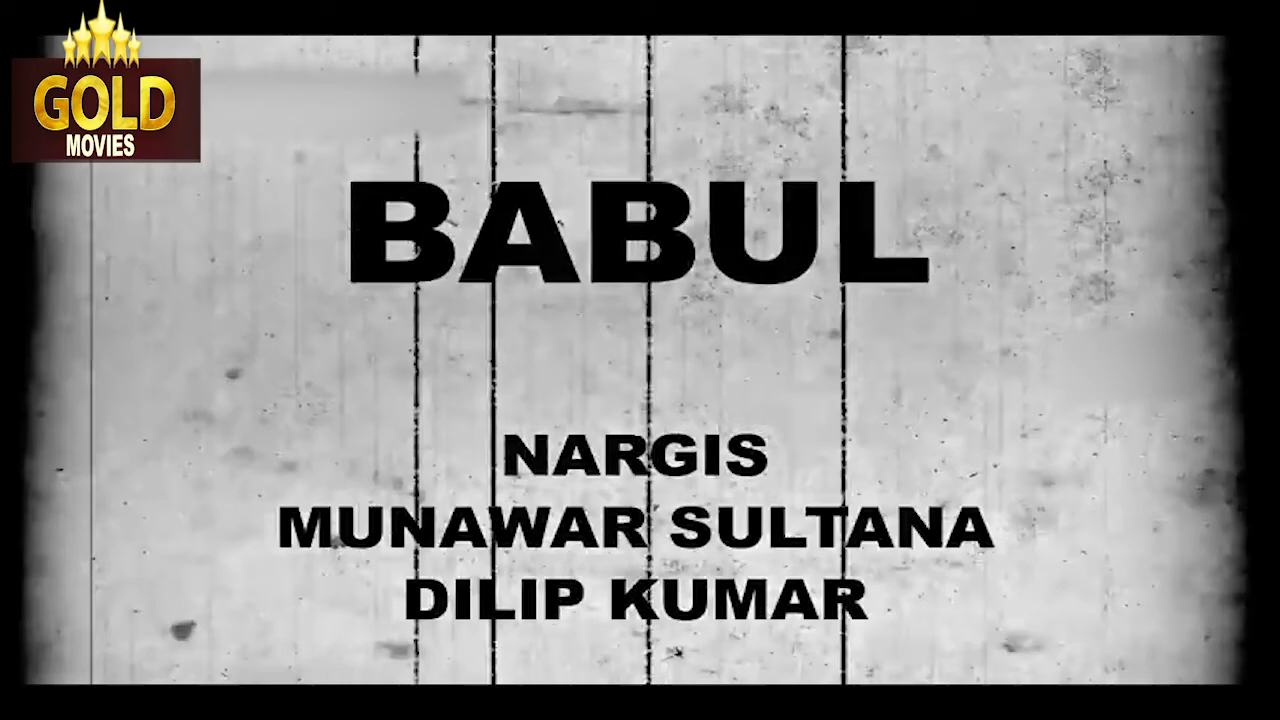 GOLD
MOVIES
BABUL
NARGIS
MUNAWAR SULTANA
DILIP KUMAR